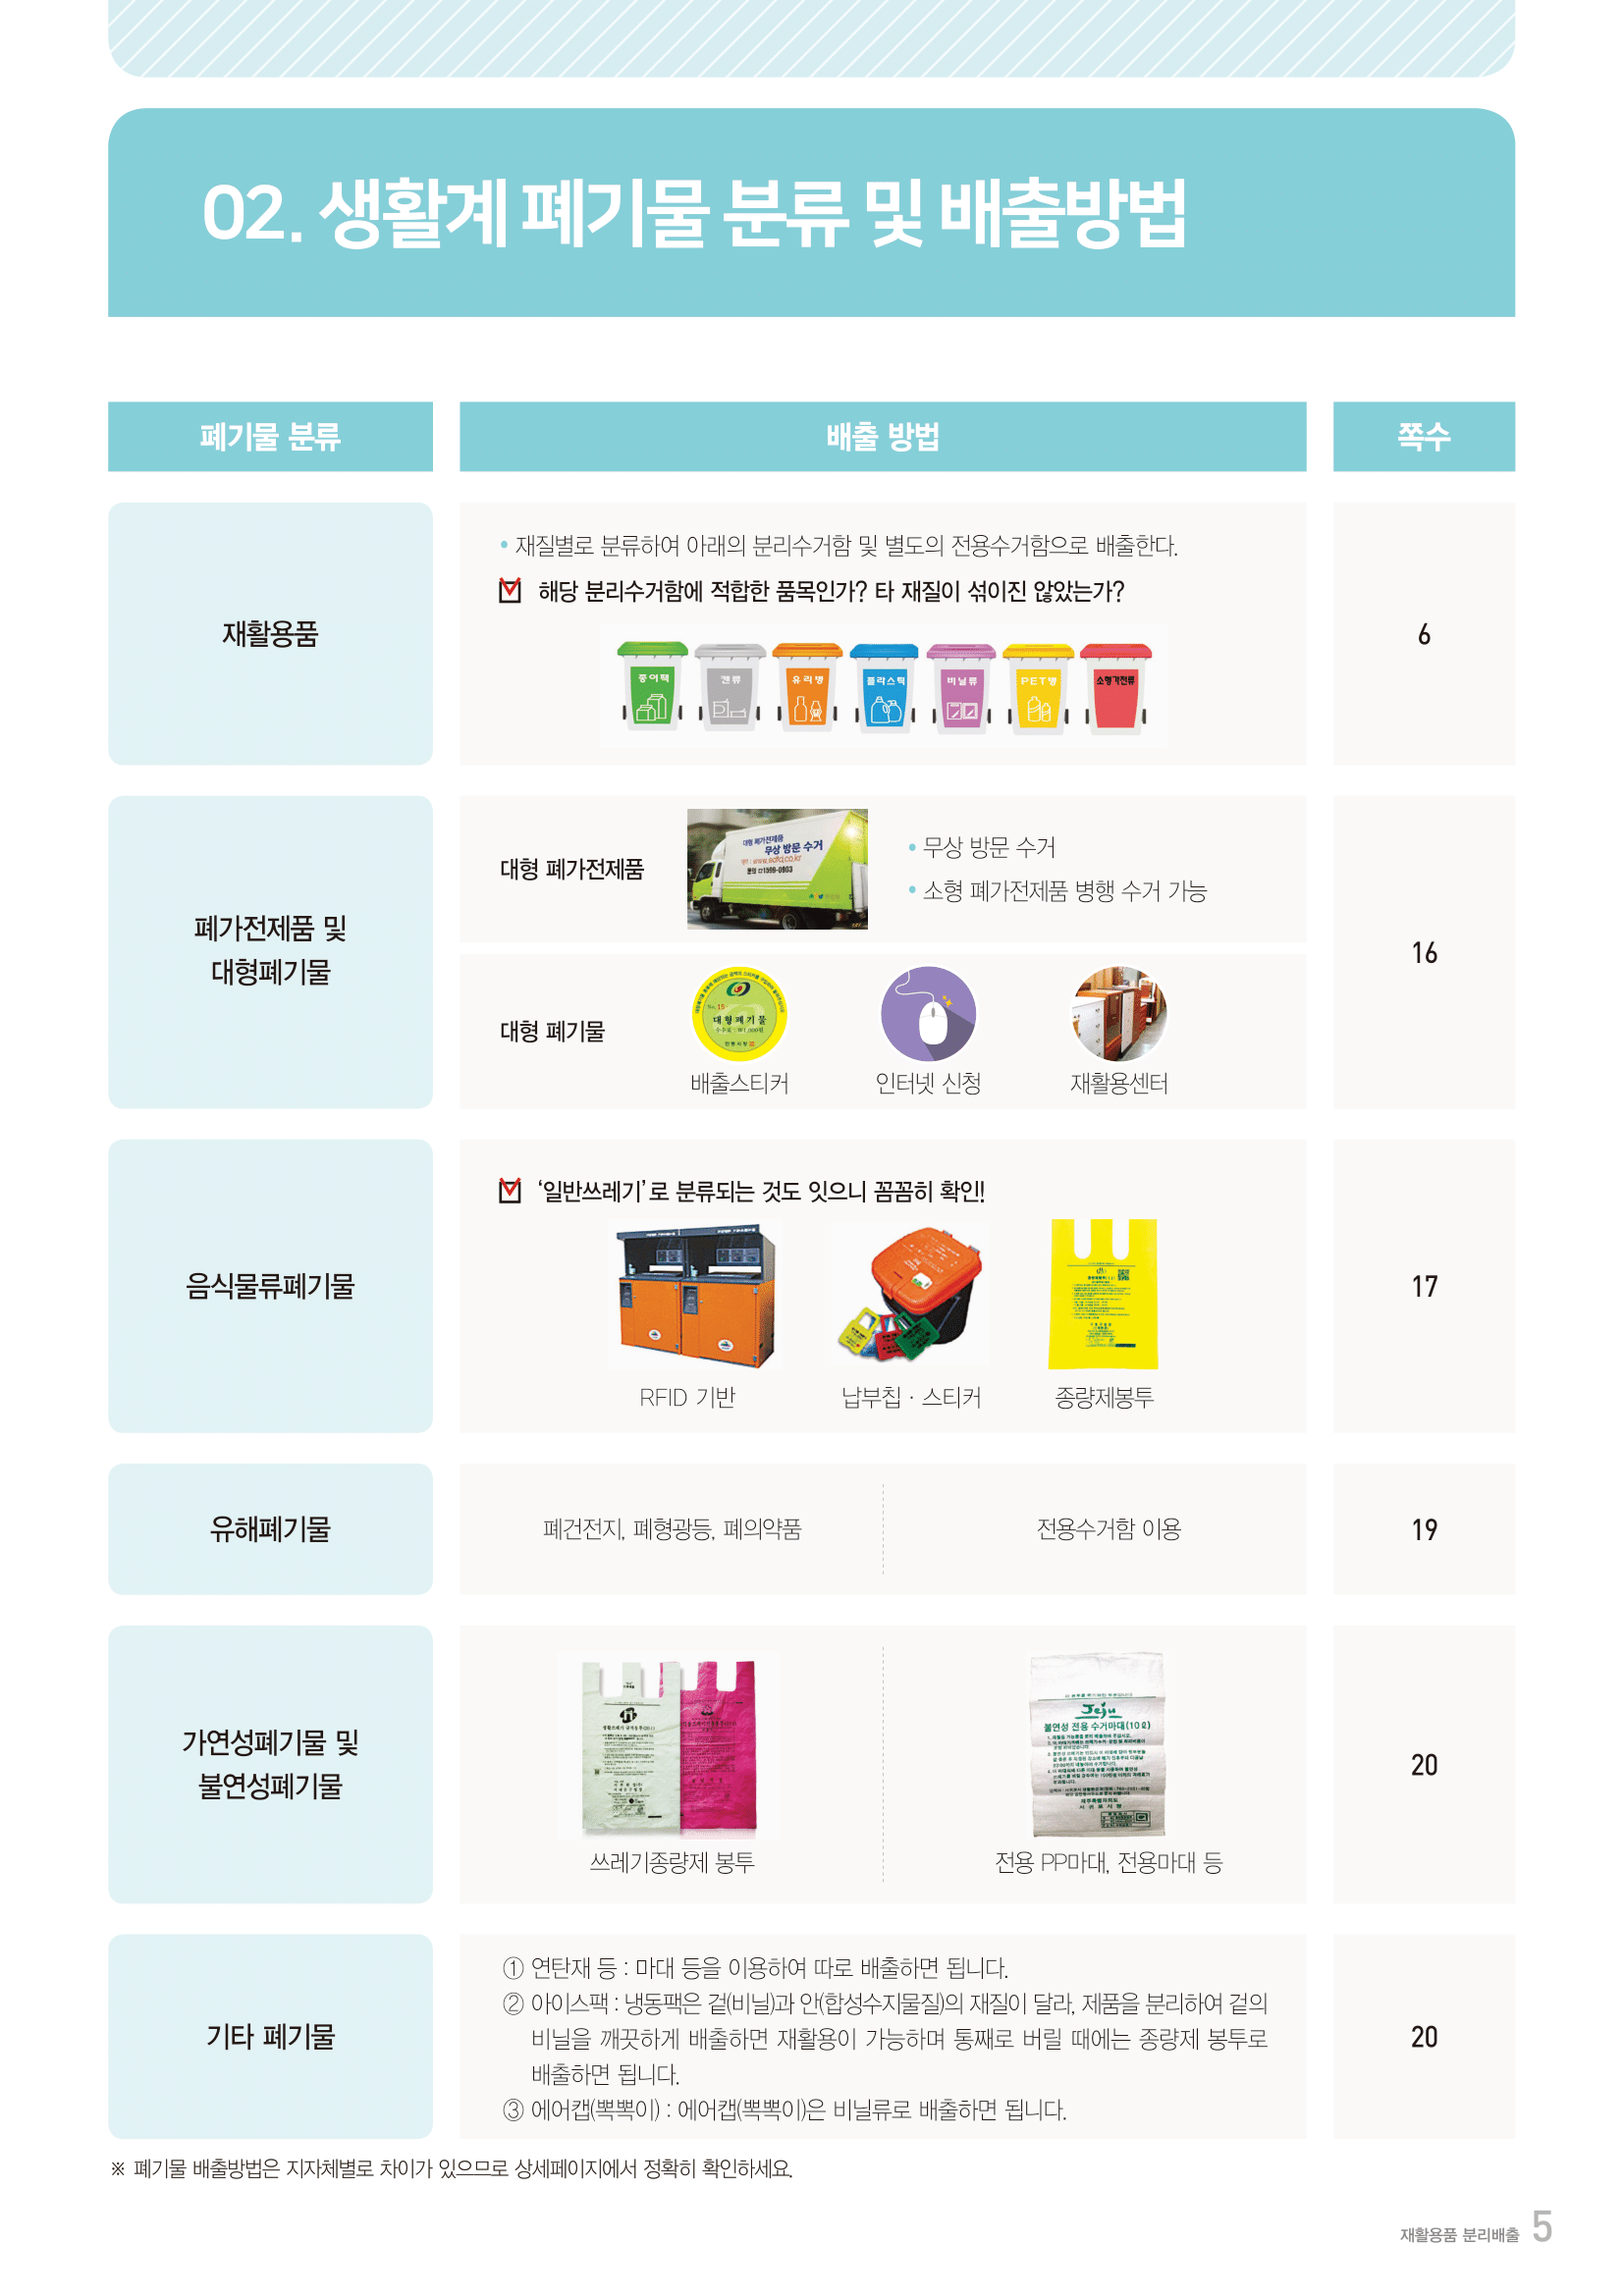 02. 생활계 폐기물 분류 및 배출방법
폐기물 분류
배출 방법
쪽수
재활용품
• 재질별로 분류하여 아래의 분리수거함 및 별도의 전용수거함으로 배출한다.
해당 분리수거함에 적합한 품목인가? 타 재질이 섞이진 않았는가?
종이팩
캔류
유리병
플라스틱
비닐류
PET병
소형가전류
6
폐가전제품 및
대형폐기물
대형 폐가전제품
대형 폐가전제품
무상 방문 수거
• 무상 방문 수거
• 소형 폐가전제품 병행 수거 가능
16
대형 폐기물
대형폐기물
배출스티커
인터넷 신청
재활용센터
음식물류폐기물
‘일반쓰레기’로 분류되는 것도 잇으니 꼼꼼히 확인!
RFID 기반
납부칩 · 스티커
종량제봉투
17
유해폐기물
폐건전지, 폐형광등, 폐의약품
전용수거함 이용
19
가연성폐기물 및
불연성폐기물
Jeju
불연성 전용 수거마대(10ℓ)
쓰레기종량제 봉투
전용 PP마대, 전용마대 등
20
기타 폐기물
① 연탄재 등 : 마대 등을 이용하여 따로 배출하면 됩니다.
② 아이스팩 : 냉동팩은 겉(비닐)과 안(합성수지물질)의 재질이 달라, 제품을 분리하여 겉의
비닐을 깨끗하게 배출하면 재활용이 가능하며 통째로 버릴 때에는 종량제 봉투로
배출하면 됩니다.
③ 에어캡(뽁뽁이) : 에어캡(뽁뽁이)은 비닐류로 배출하면 됩니다.
20
※ 폐기물 배출방법은 지자체별로 차이가 있으므로 상세페이지에서 정확히 확인하세요.
재활용품 분리배출 5